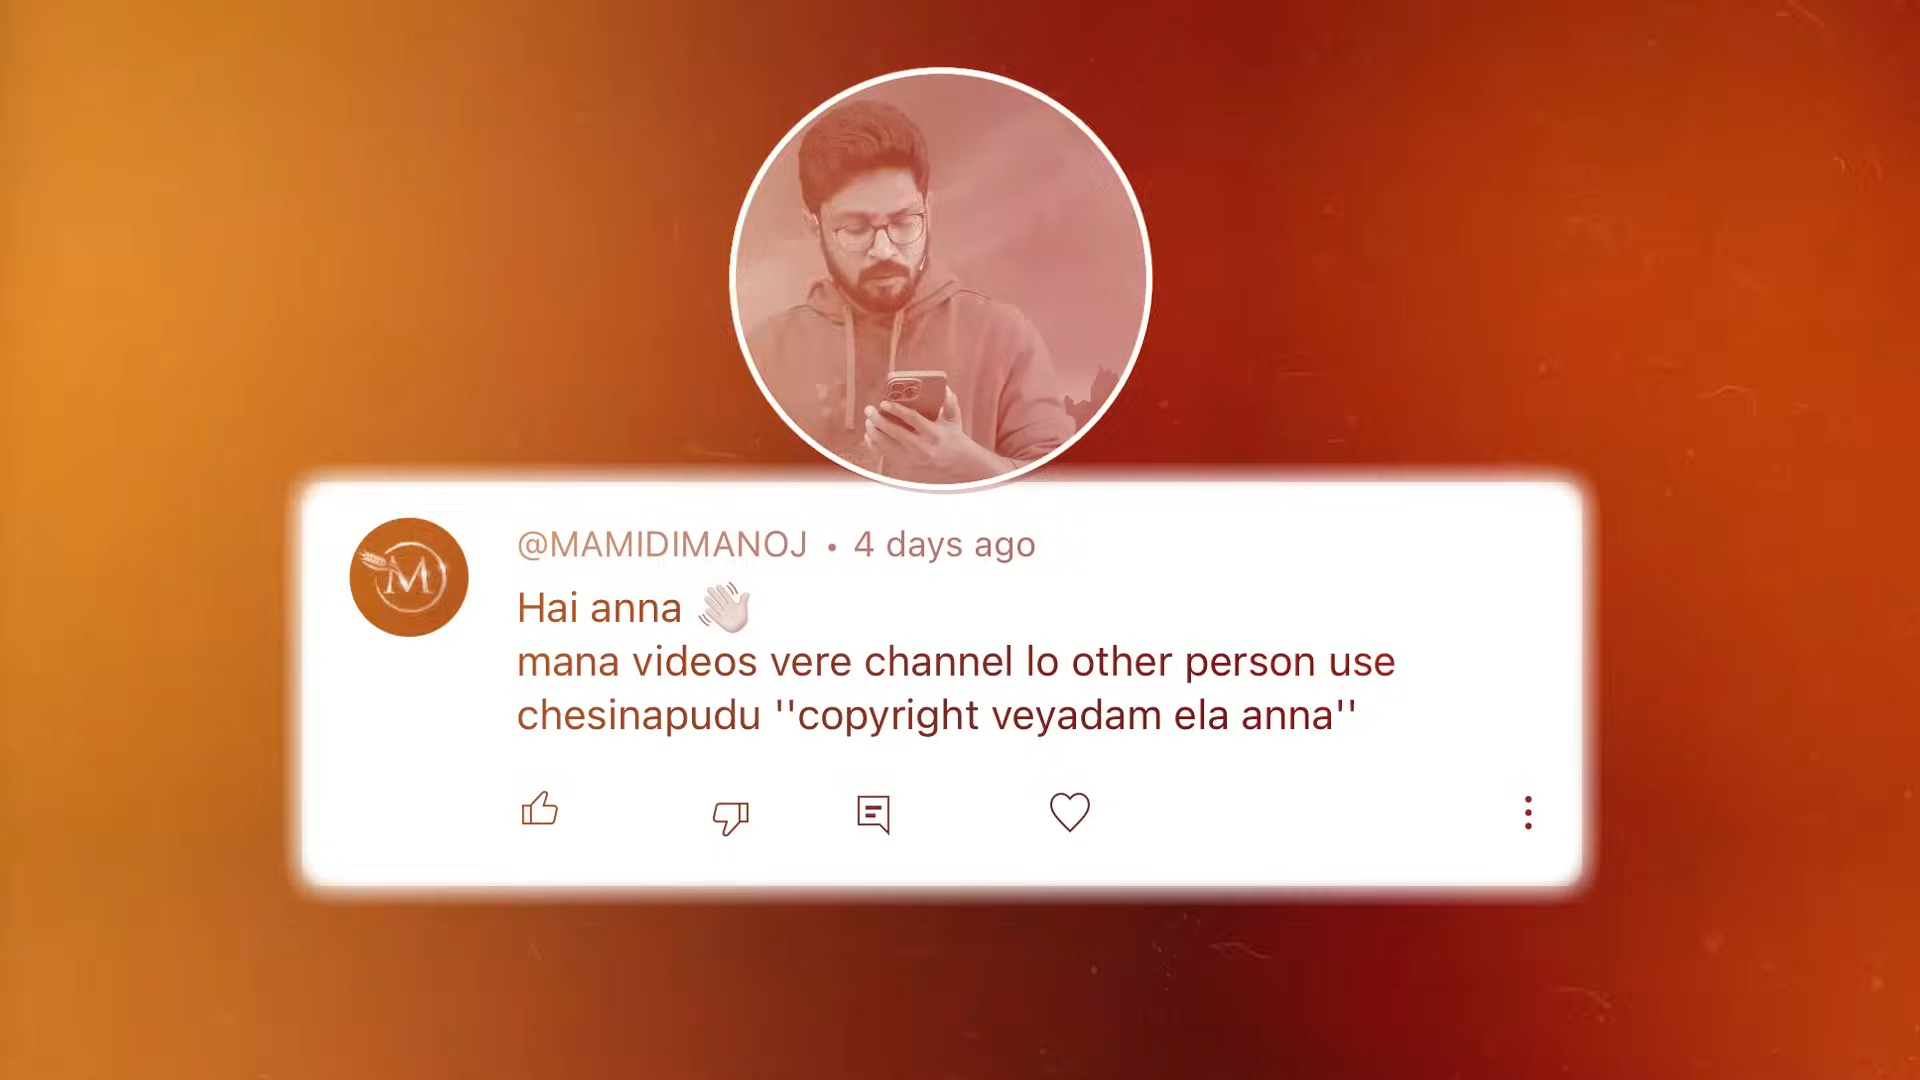 @MAMIDIMANOJ • 4 days ago
M
Hai anna 👋
mana videos vere channel lo other person use
chesinapudu ''copyright veyadam ela anna''